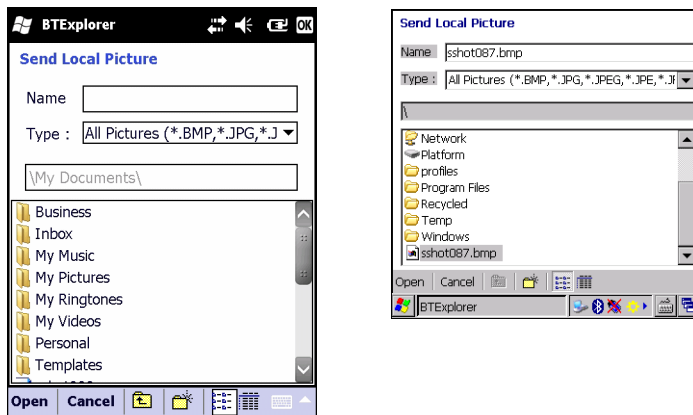 BTExplorer OK
Send Local Picture
Name
Type : All Pictures (*.BMP,*.JPG,*.J
\My Documents\
Business
Inbox
My Music
My Pictures
My Ringtones
My Videos
Personal
Templates
Open Cancel
Send Local Picture
Name sshot087.bmp
Type : All Pictures (*.BMP,*.JPG,*.JPEG,*.JPE,*.JF
\
Network
Platform
profiles
Program Files
Recycled
Temp
Windows
sshot087.bmp
Open Cancel
BTExplorer